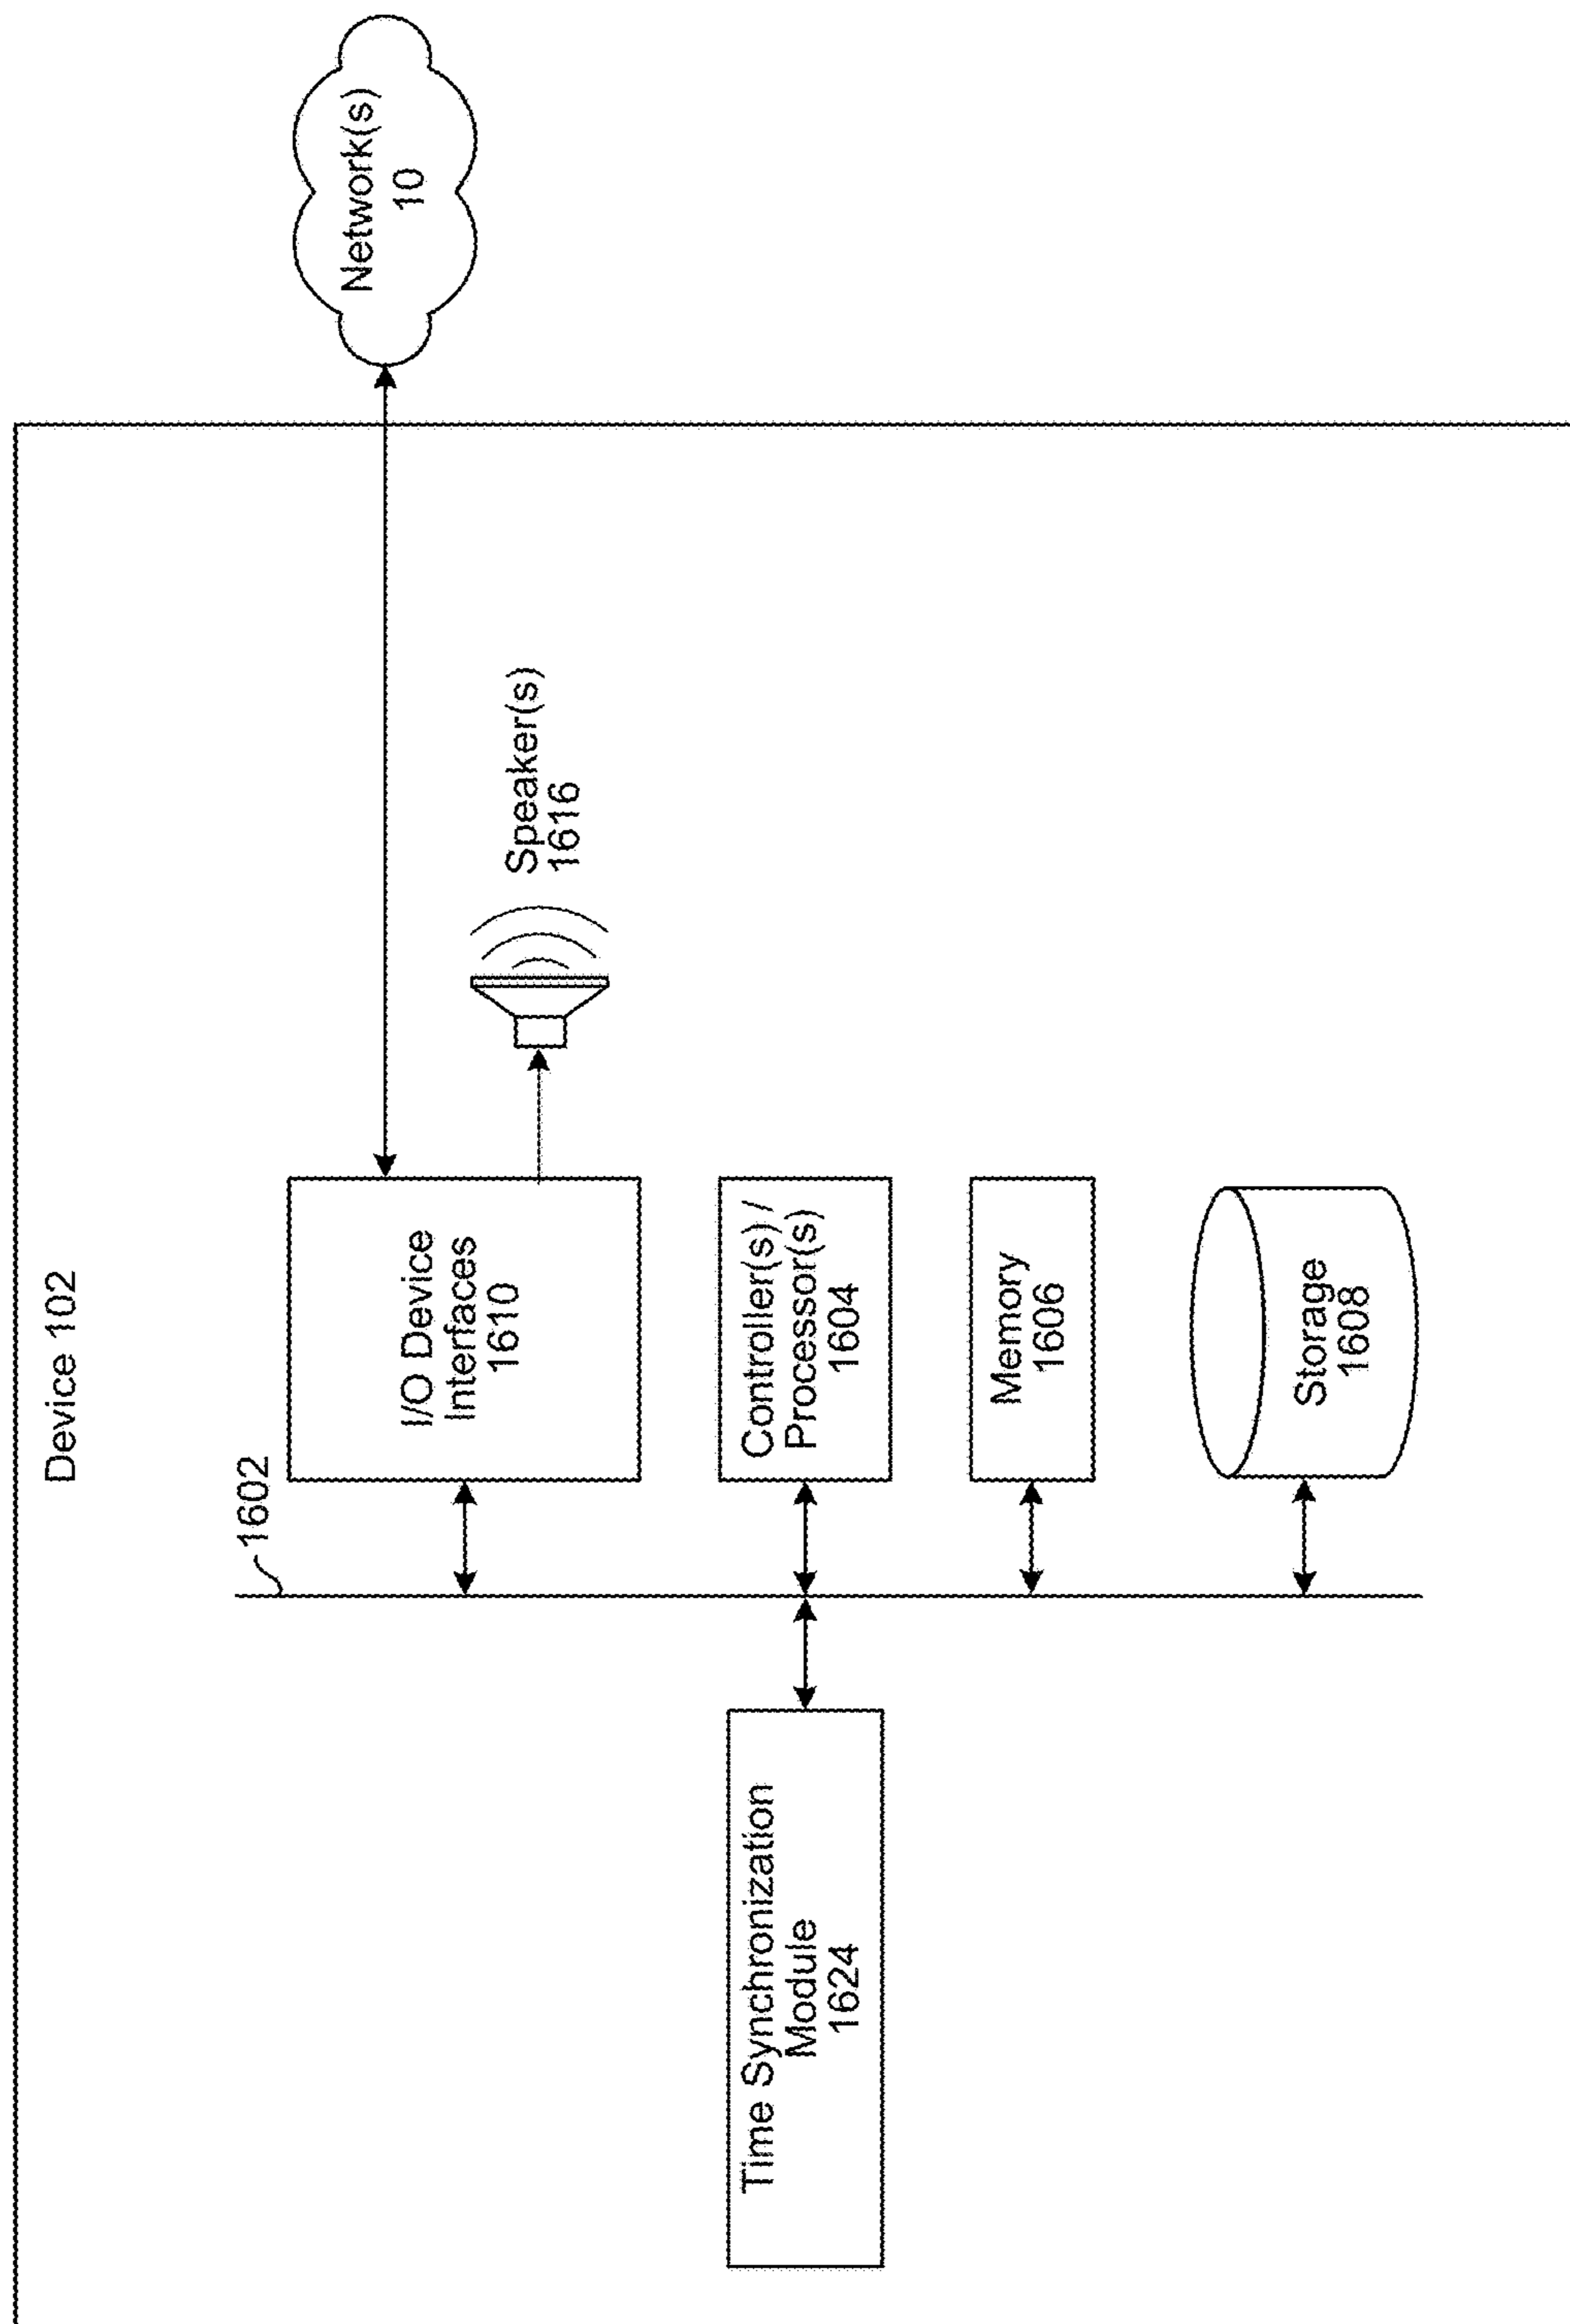 Device 102
1602
I/O Device
Interfaces
1610
Network(s)
10
Speaker(s)
1616
Time Synchronization
Module
1624
Controller(s) /
Processor(s)
1604
Memory
1606
Storage
1608